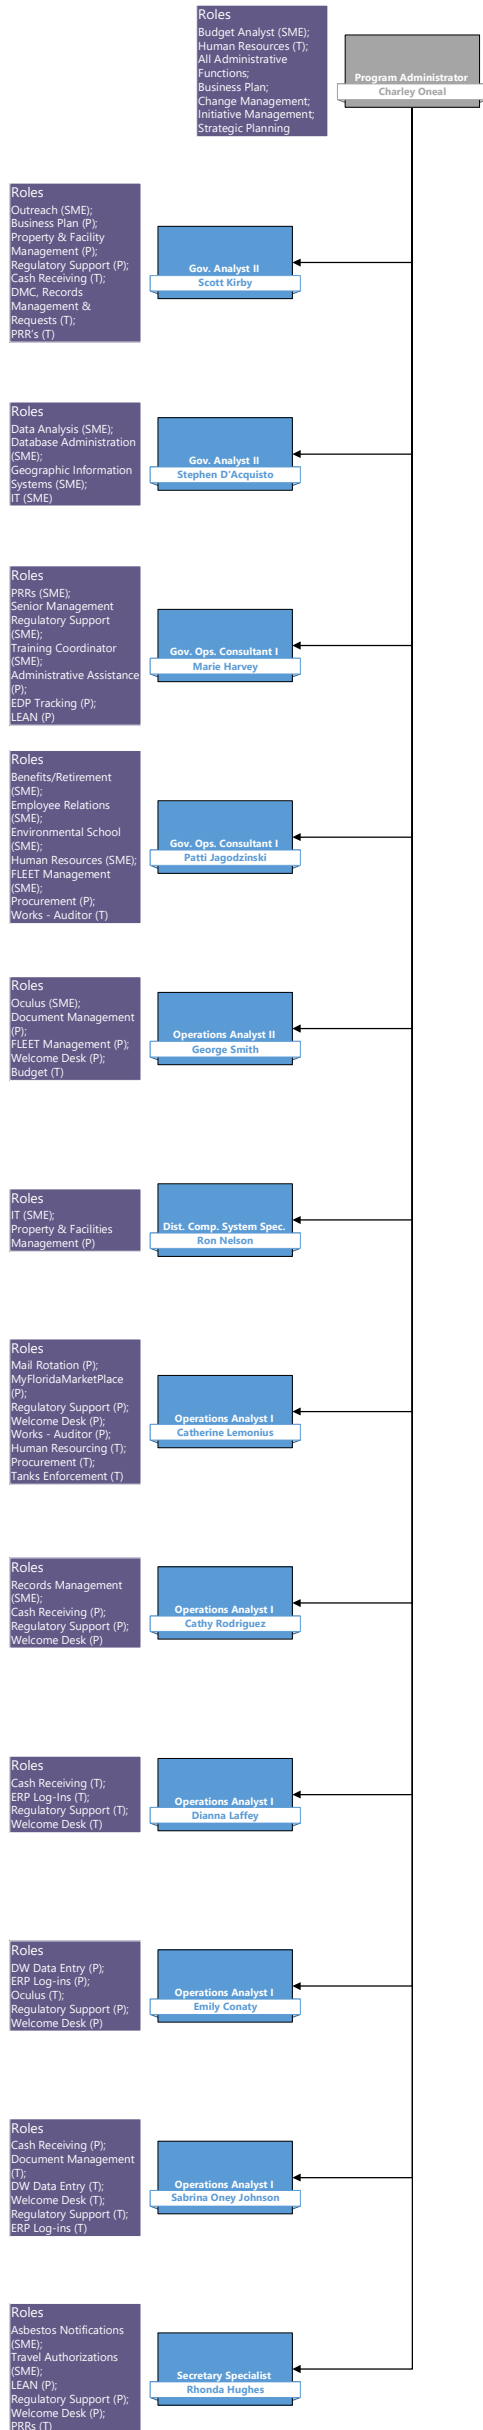 Roles
Budget Analyst (SME);
Human Resources (T);
All Administrative
Functions;
Business Plan;
Change Management;
Initiative Management;
Strategic Planning
Program Administrator
Charley Oneal
Roles
Outreach (SME);
Business Plan (P);
Property & Facility
Management (P);
Regulatory Support (P);
Cash Receiving (T);
DMC, Records
Management &
Requests (T);
PRR's (T)
Gov. Analyst II
Scott Kirby
Roles
Data Analysis (SME);
Database Administration
(SME);
Geographic Information
Systems (SME);
IT (SME)
Gov. Analyst II
Stephen D'Acquisto
Roles
PRRs (SME);
Senior Management
Regulatory Support
(SME);
Training Coordinator
(SME);
Administrative Assistance
(P);
EDP Tracking (P);
LEAN (P)
Gov. Ops. Consultant I
Marie Harvey
Roles
Benefits/Retirement
(SME);
Employee Relations
(SME);
Environmental School
(SME);
Human Resources (SME);
FLEET Management
(SME);
Procurement (P);
Works - Auditor (T)
Gov. Ops. Consultant I
Patti Jagodzinski
Roles
Oculus (SME);
Document Management
(P);
FLEET Management (P);
Welcome Desk (P);
Budget (T)
Operations Analyst II
George Smith
Roles
IT (SME);
Property & Facilities
Management (P)
Dist. Comp. System Spec.
Ron Nelson
Roles
Mail Rotation (P);
MyFloridaMarketPlace
(P);
Regulatory Support (P);
Welcome Desk (P);
Works - Auditor (P);
Human Resourcing (T);
Procurement (T);
Tanks Enforcement (T)
Operations Analyst I
Catherine Lemonius
Roles
Records Management
(SME);
Cash Receiving (P);
Regulatory Support (P);
Welcome Desk (P)
Operations Analyst I
Cathy Rodriguez
Roles
Cash Receiving (T);
ERP Log-Ins (T);
Regulatory Support (T);
Welcome Desk (T)
Operations Analyst I
Dianna Laffey
Roles
DW Data Entry (P);
ERP Log-ins (P);
Oculus (T);
Regulatory Support (P);
Welcome Desk (P)
Operations Analyst I
Emily Conaty
Roles
Cash Receiving (P);
Document Management
(T);
DW Data Entry (T);
Welcome Desk (T);
Regulatory Support (T);
ERP Log-ins (T)
Operations Analyst I
Sabrina Oney Johnson
Roles
Asbestos Notifications
(SME);
Travel Authorizations
(SME);
LEAN (P);
Regulatory Support (P);
Welcome Desk (P);
PRRs (T)
Secretary Specialist
Rhonda Hughes